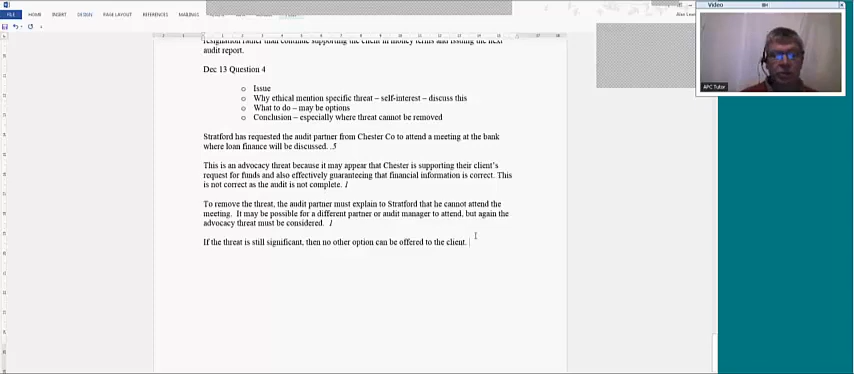 FILE HOME INSERT DESIGN PAGE LAYOUT REFERENCES MAILINGS
Video
APC Tutor
resignation rather than continue supporting the client in money terms and issuing the next
audit report.
Dec 13 Question 4
o Issue
o Why ethical mention specific threat – self-interest – discuss this
o What to do – may be options
o Conclusion – especially where threat cannot be removed
Stratford has requested the audit partner from Chester Co to attend a meeting at the bank
where loan finance will be discussed. .5
This is an advocacy threat because it may appear that Chester is supporting their client's
request for funds and also effectively guaranteeing that financial information is correct. This
is not correct as the audit is not complete. 1
To remove the threat, the audit partner must explain to Stratford that he cannot attend the
meeting. It may be possible for a different partner or audit manager to attend, but again the
advocacy threat must be considered. 1
If the threat is still significant, then no other option can be offered to the client.